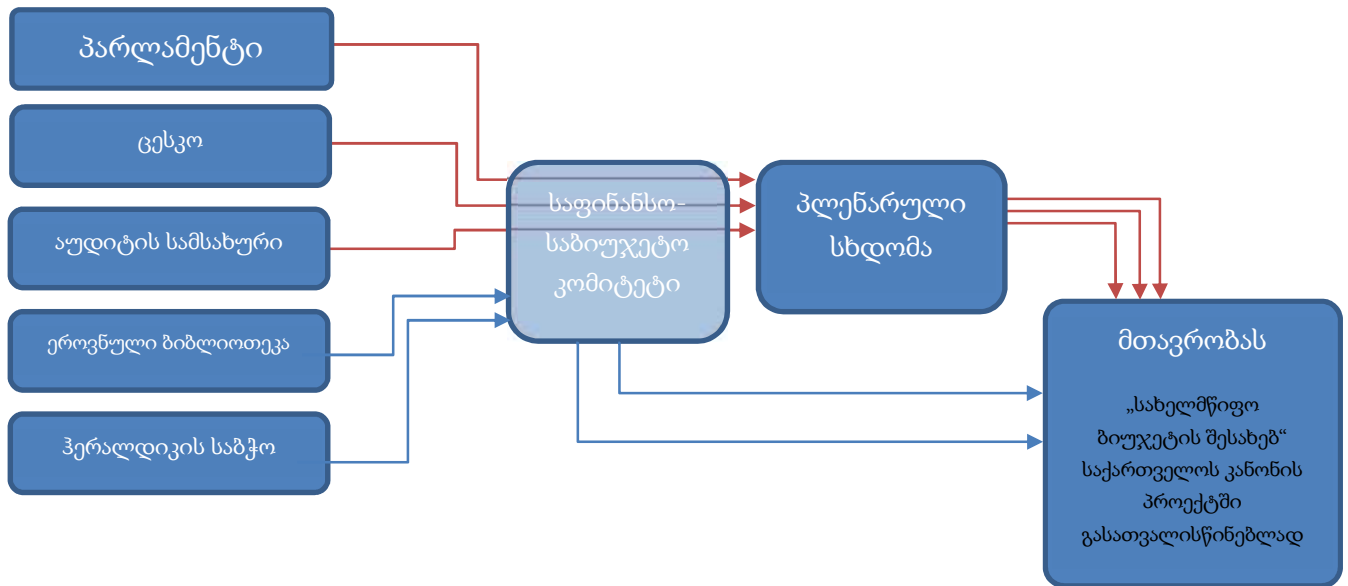 პარლამენტი
ცესკო
აუდიტის სამსახური
ეროვნული ბიბლიოთეკა
ჰერალდიკის საბჭო
საფინანსო-
საბიუჯეტო
კომიტეტი
პლენარული
სხდომა
მთავრობას
„სახელმწიფო
ბიუჯეტის შესახებ“
საქართველოს კანონის
პროექტში
გასათვალისწინებლად